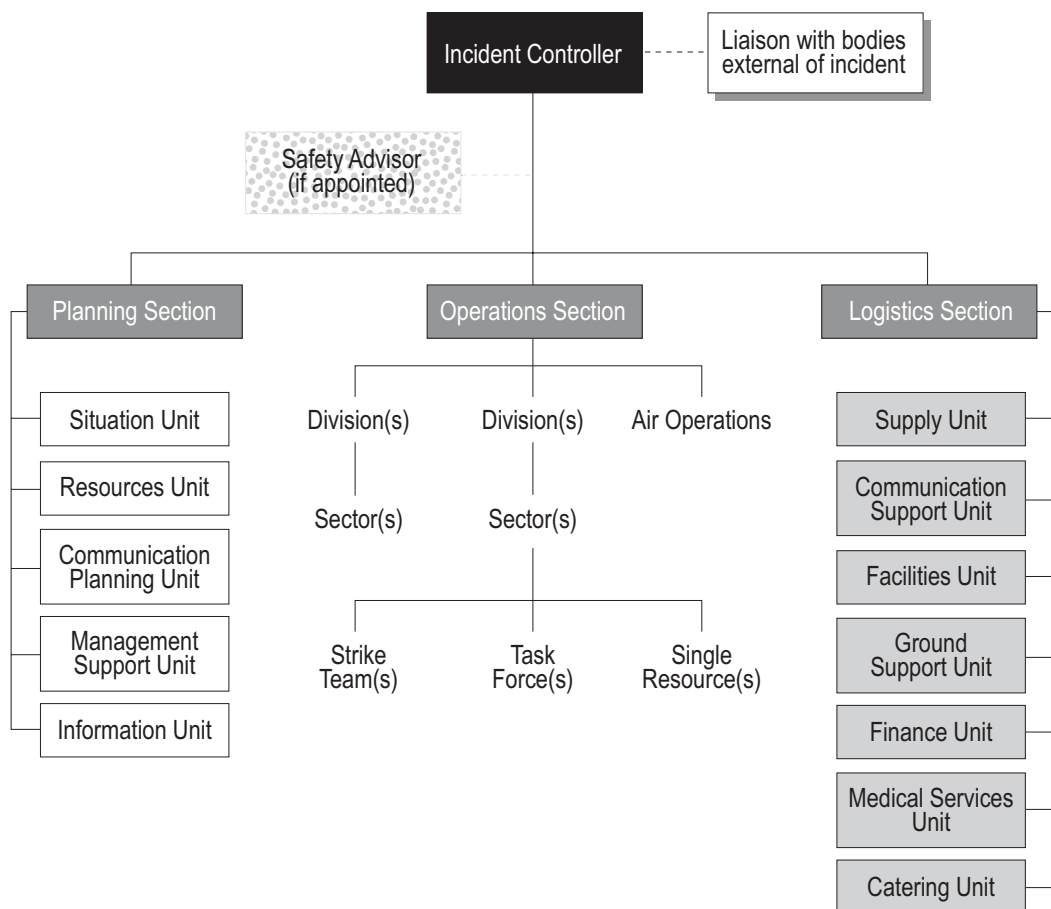 Incident Controller
Liaison with bodies
external of incident
Safety Advisor
(if appointed)
Planning Section
Operations Section
Logistics Section
Situation Unit
Resources Unit
Communication
Planning Unit
Management
Support Unit
Information Unit
Division(s)
Division(s)
Air Operations
Sector(s)
Sector(s)
Strike
Team(s)
Task
Force(s)
Single
Resource(s)
Supply Unit
Communication
Support Unit
Facilities Unit
Ground
Support Unit
Finance Unit
Medical Services
Unit
Catering Unit